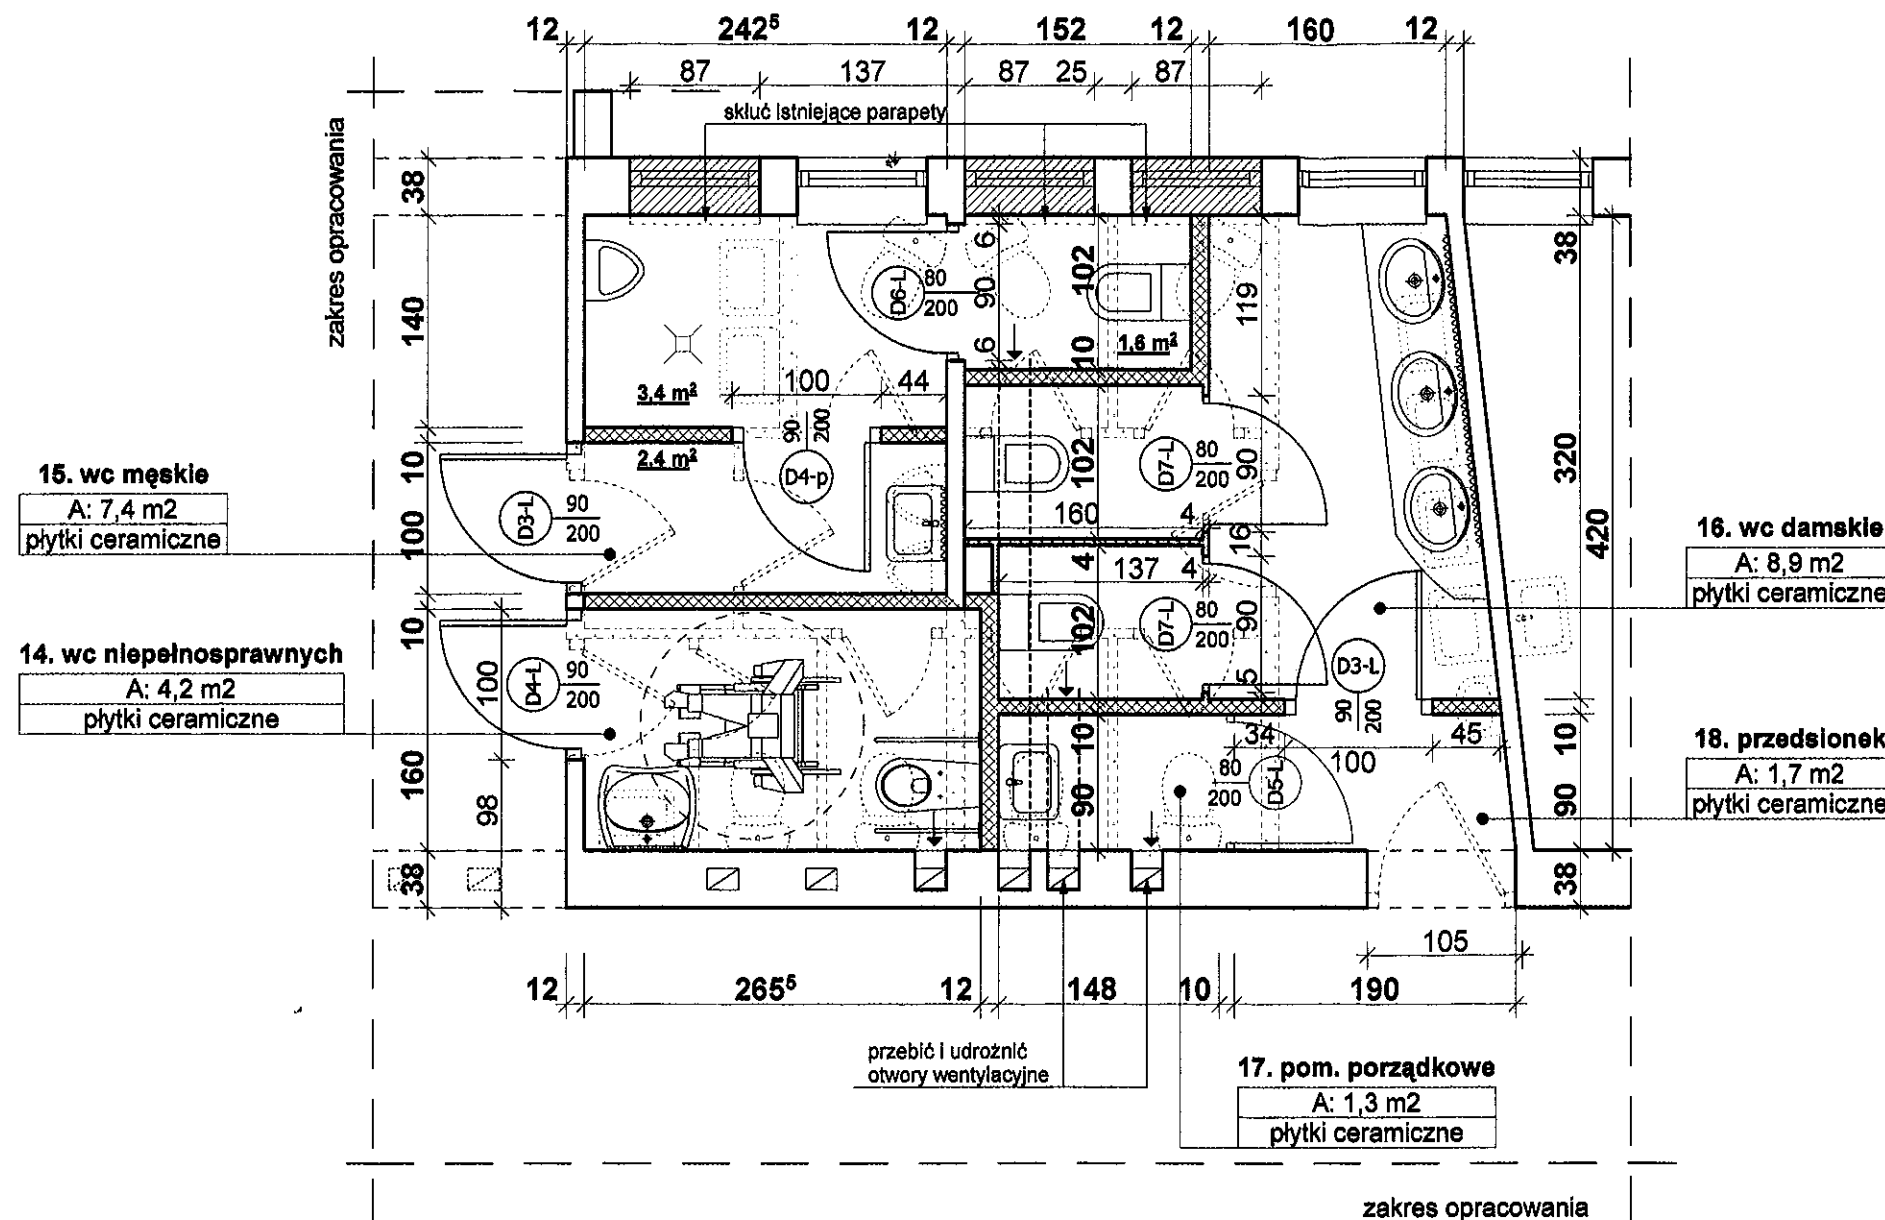 12 242⁵ 12 152 12 160 12
87 137 87 25 87
skłuć istniejące parapety
zakres opracowania
38
140
10
100
10
160
38
100
98
D6-L 80 200
6
90
6
102
10
1,6 m²
119
38
3,4 m²
100 44
90 200
D4-p
2,4 m²
D3-L 90 200
102
D7-L 80 200
90
160 4
16
4
137 4
102
D7-L 80 200
90
5
320
420
15. wc męskie
A: 7,4 m2
płytki ceramiczne
14. wc niepełnosprawnych
A: 4,2 m2
płytki ceramiczne
D4-L 90 200
16. wc damskie
A: 8,9 m2
płytki ceramiczne
D3-L
90 200
10
34 100 45
80 200 D5-L
90
10
90
38
18. przedsionek
A: 1,7 m2
płytki ceramiczne
105
12 265⁵ 12 148 10 190
przebić i udrożnić
otwory wentylacyjne
17. pom. porządkowe
A: 1,3 m2
płytki ceramiczne
zakres opracowania